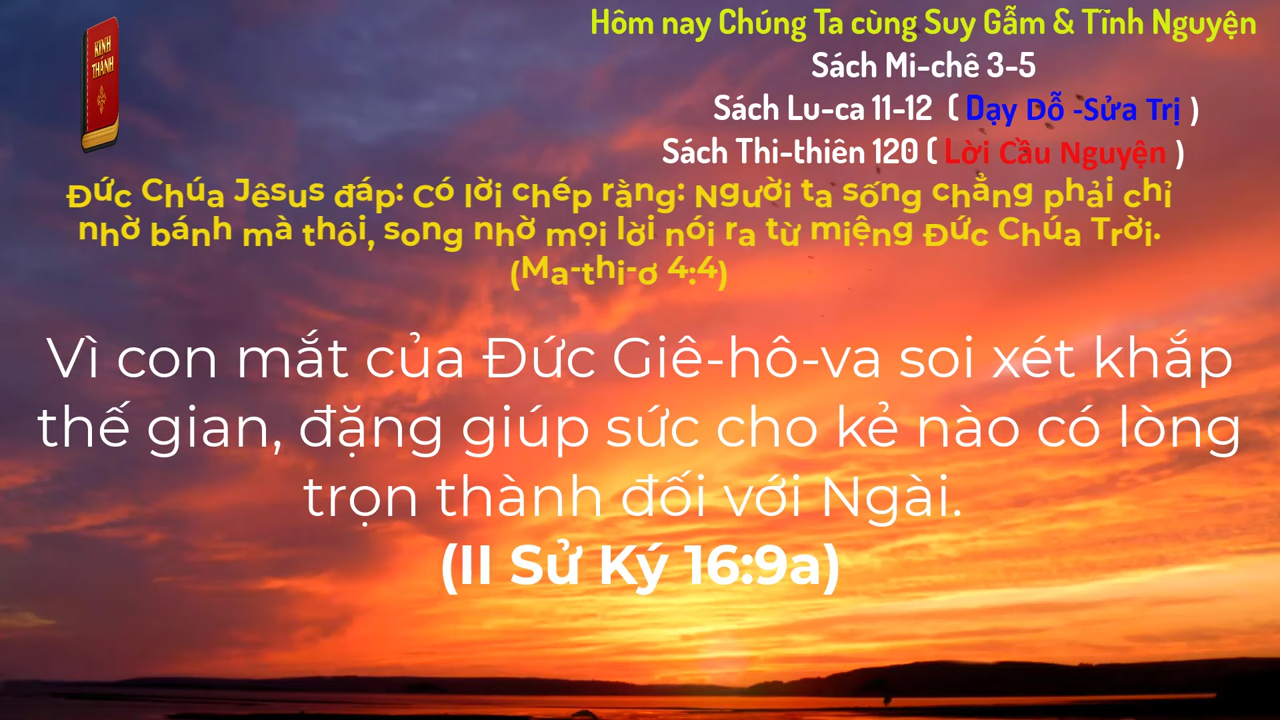 KINH
THÁNH
Hôm nay Chúng Ta cùng Suy Gẫm & Tĩnh Nguyện
Sách Mi-chê 3-5
Sách Lu-ca 11-12 ( Dạy Dỗ -Sửa Trị )
Sách Thi-thiên 120 ( Lời Cầu Nguyện )
Đức Chúa Jêsus đáp: Có lời chép rằng: Người ta sống chẳng phải chỉ
nhờ bánh mà thôi, song nhờ mọi lời nói ra từ miệng Đức Chúa Trời.
(Ma-thi-ơ 4:4)
Vì con mắt của Đức Giê-hô-va soi xét khắp
thế gian, đặng giúp sức cho kẻ nào có lòng
trọn thành đối với Ngài.
(II Sử Ký 16:9a)